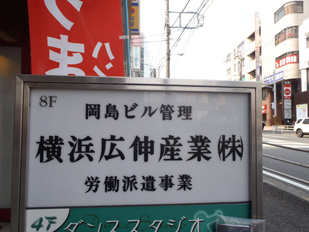 8F
岡島ビル管理
横浜広伸産業㈱
労働派遣事業
4F
ダンススタジオ